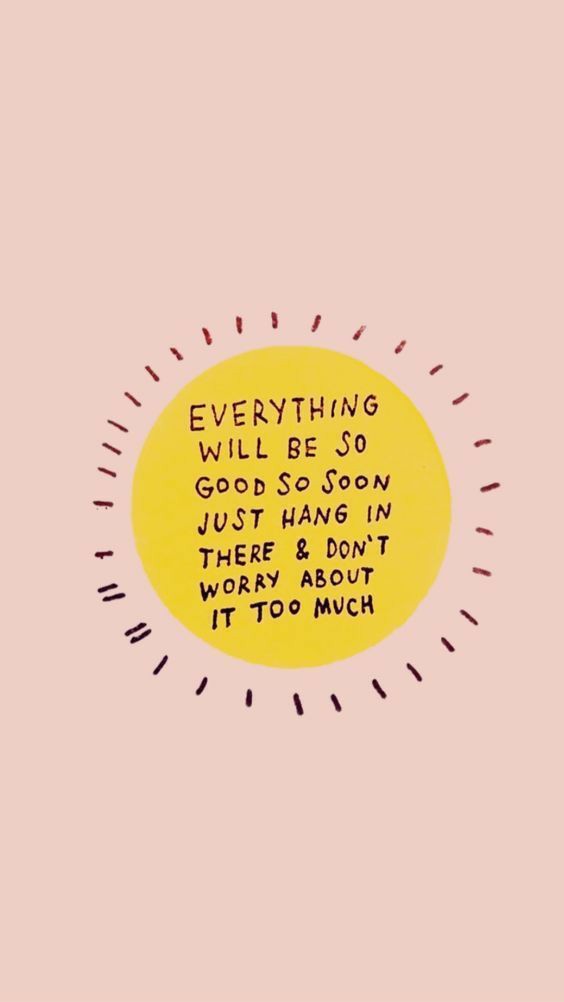 EVERYTHING
WILL BE SO
GOOD SO SOON
JUST HANG IN
THERE & DON'T
WORRY ABOUT
IT TOO MUCH